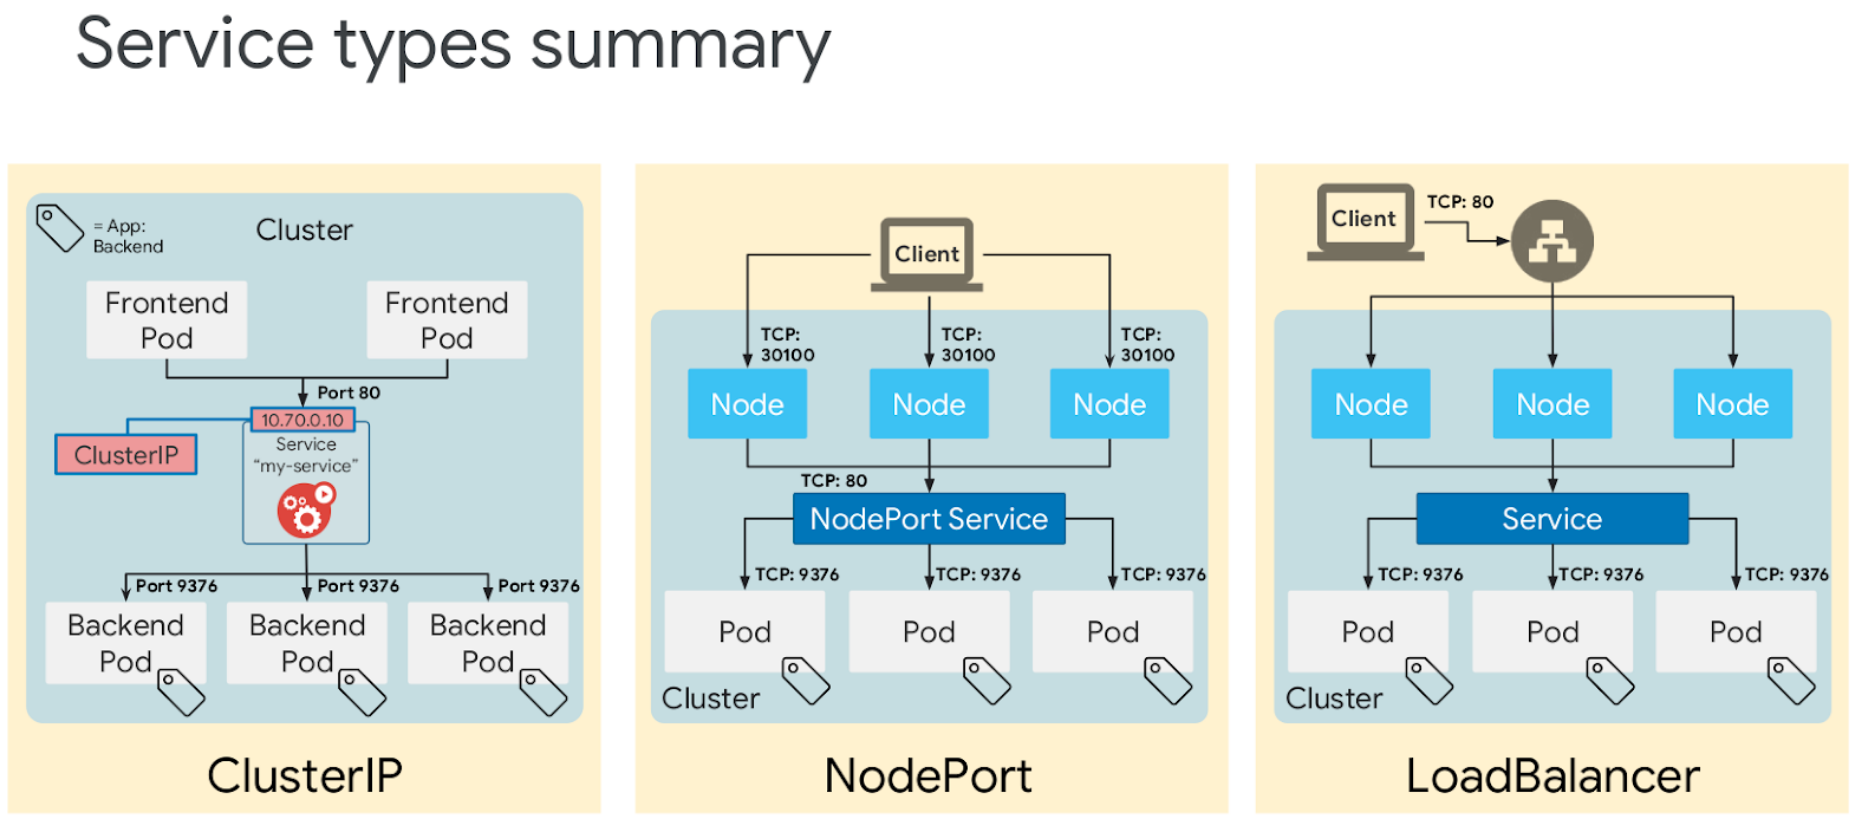 Service types summary
= App:
Backend
Cluster
Frontend
Pod
Frontend
Pod
Port 80
10.70.0.10
ClusterIP
Service
“my-service”
Port 9376
Port 9376
Port 9376
Backend
Pod
Backend
Pod
Backend
Pod
ClusterIP
Client
TCP:
30100
TCP:
30100
TCP:
30100
Node
Node
Node
TCP: 80
NodePort Service
TCP: 9376
TCP: 9376
TCP: 9376
Pod
Pod
Pod
Cluster
NodePort
Client
TCP: 80
Node
Node
Node
Service
TCP: 9376
TCP: 9376
TCP: 9376
Pod
Pod
Pod
Cluster
LoadBalancer